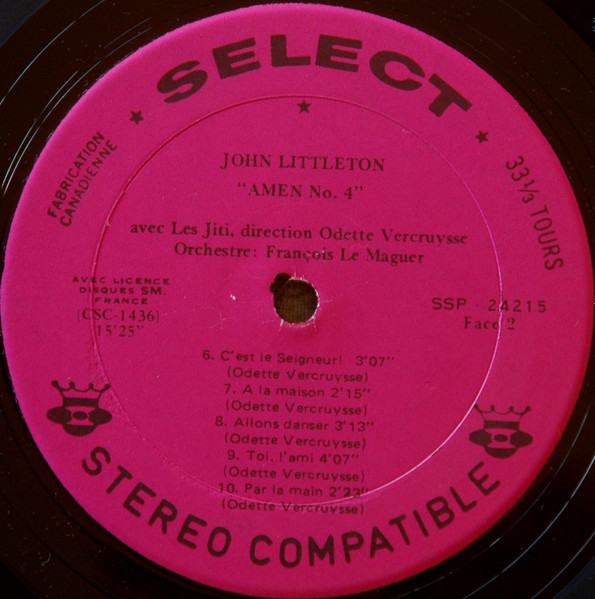 SELECT
FABRICATION
CANADIENNE
33 1/3 TOURS
JOHN LITTLETON
"AMEN No. 4"
avec Les Jiti, direction Odette Vercruysse
Orchestre: François Le Maguer
AVEC LICENCE
DISQUES SM.
FRANCE
(CSC-1436)
15'25"
SSP - 24215
Face 2
6. C'est le Seigneur! 3'07"
(Odette Vercruysse)
7. A la maison 2'15"
(Odette Vercruysse)
8. Allons danser 3'13"
(Odette Vercruysse)
9. Toi, l'ami 4'07"
(Odette Vercruysse)
10. Par la main 2'22"
(Odette Vercruysse)
STEREO COMPATIBLE